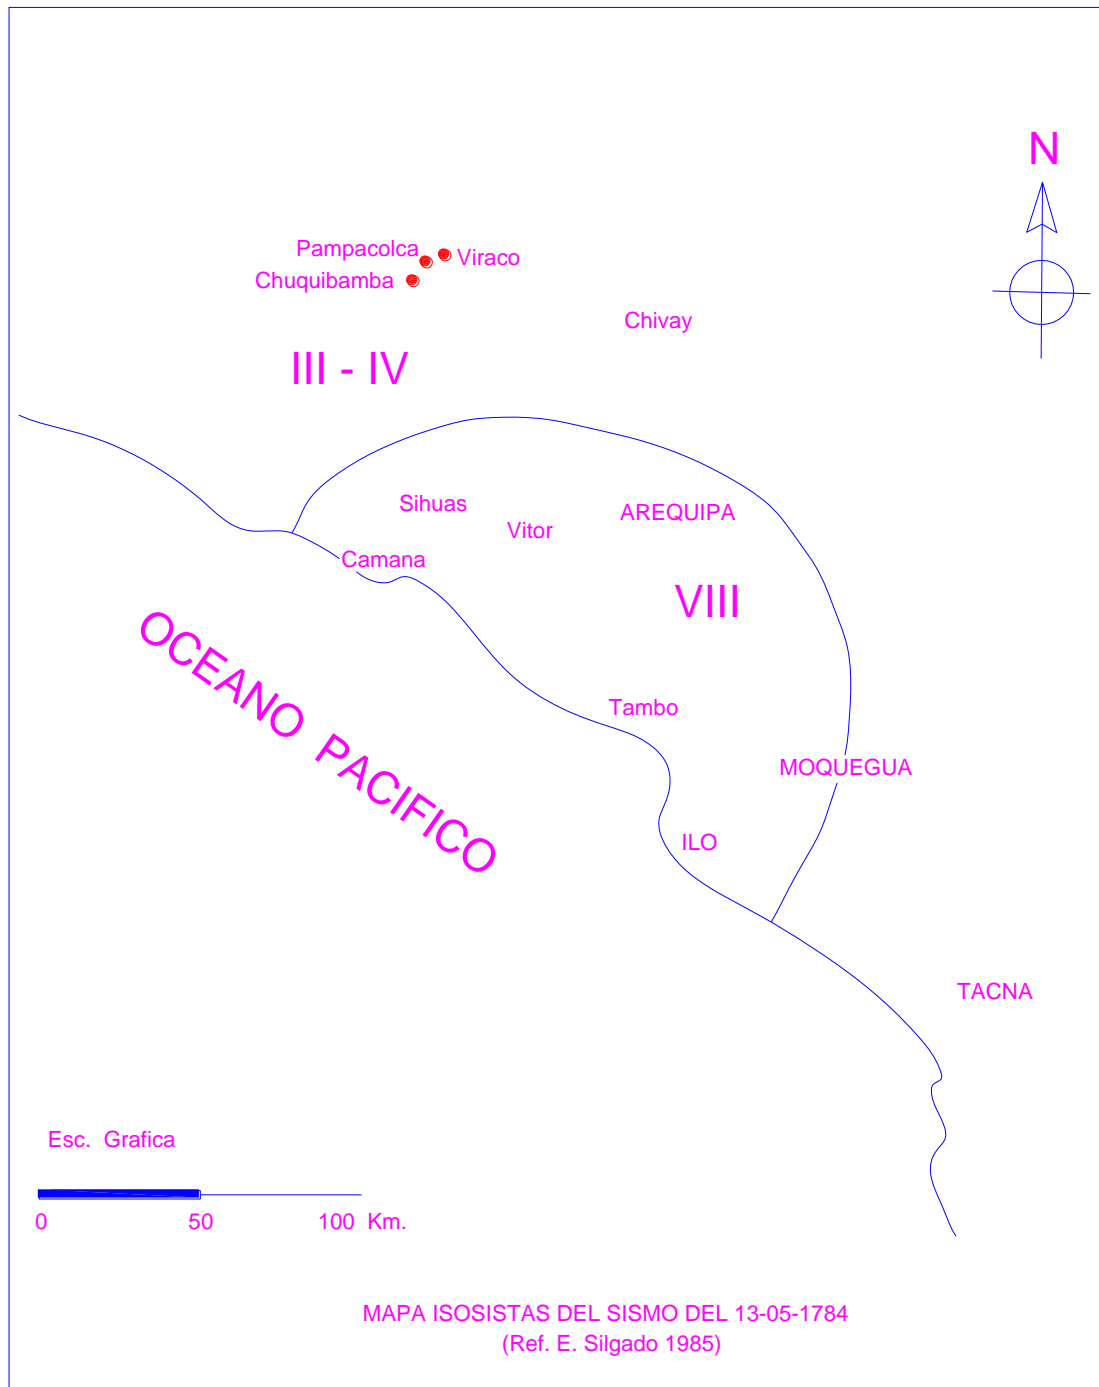 N
Pampacolca
Viraco
Chuquibamba
Chivay
III - IV
Sihuas
AREQUIPA
Vitor
Camana
VIII
OCEANO PACIFICO
Tambo
MOQUEGUA
ILO
TACNA
Esc. Grafica
0 50 100 Km.
MAPA ISOSISTAS DEL SISMO DEL 13-05-1784
(Ref. E. Silgado 1985)